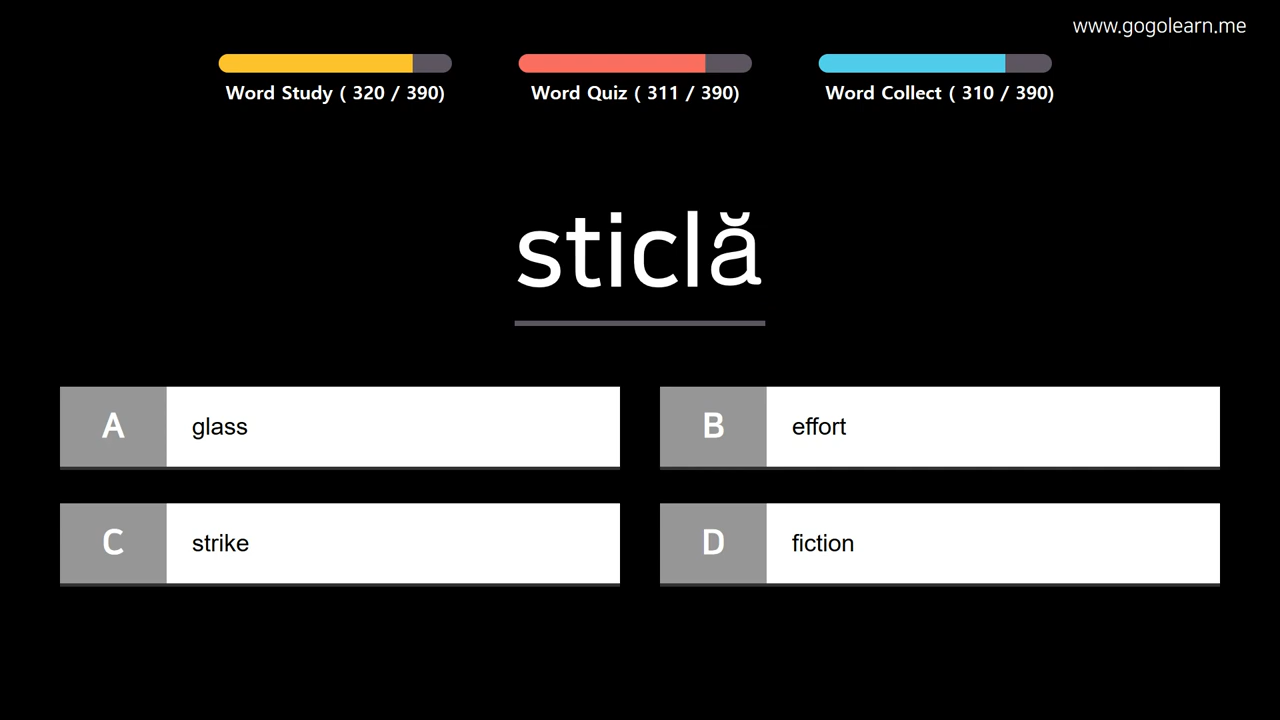 www.gogolearn.me
Word Study ( 320 / 390)
Word Quiz ( 311 / 390)
Word Collect ( 310 / 390)
sticlă
A glass
B effort
C strike
D fiction